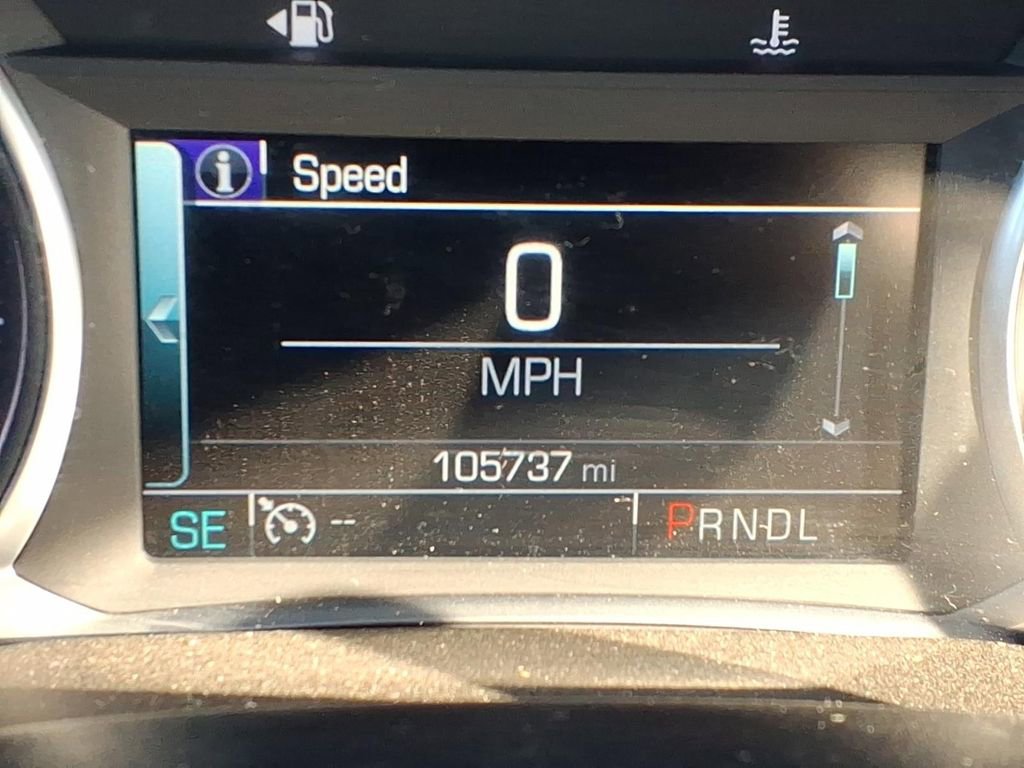 Speed
0
MPH
105737 mi
SE -- PRNDL